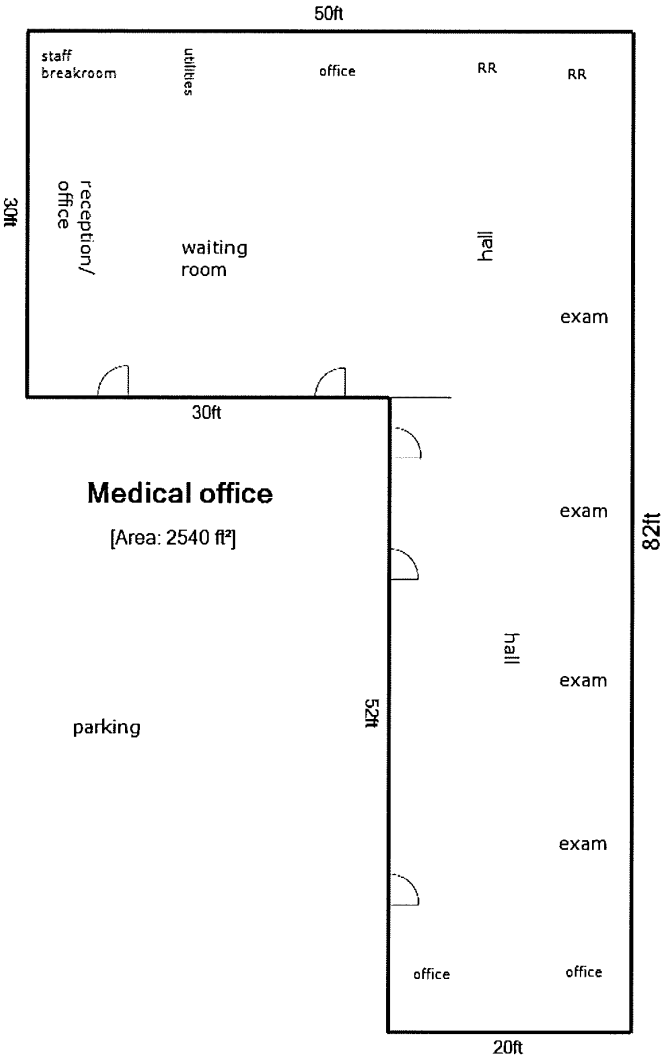 50ft
staff
breakroom
utilities
office
RR
RR
30ft
reception/
office
waiting
room
hall
exam
30ft
Medical office
[Area: 2540 ft²]
exam
82ft
hall
exam
52ft
parking
exam
office
office
20ft